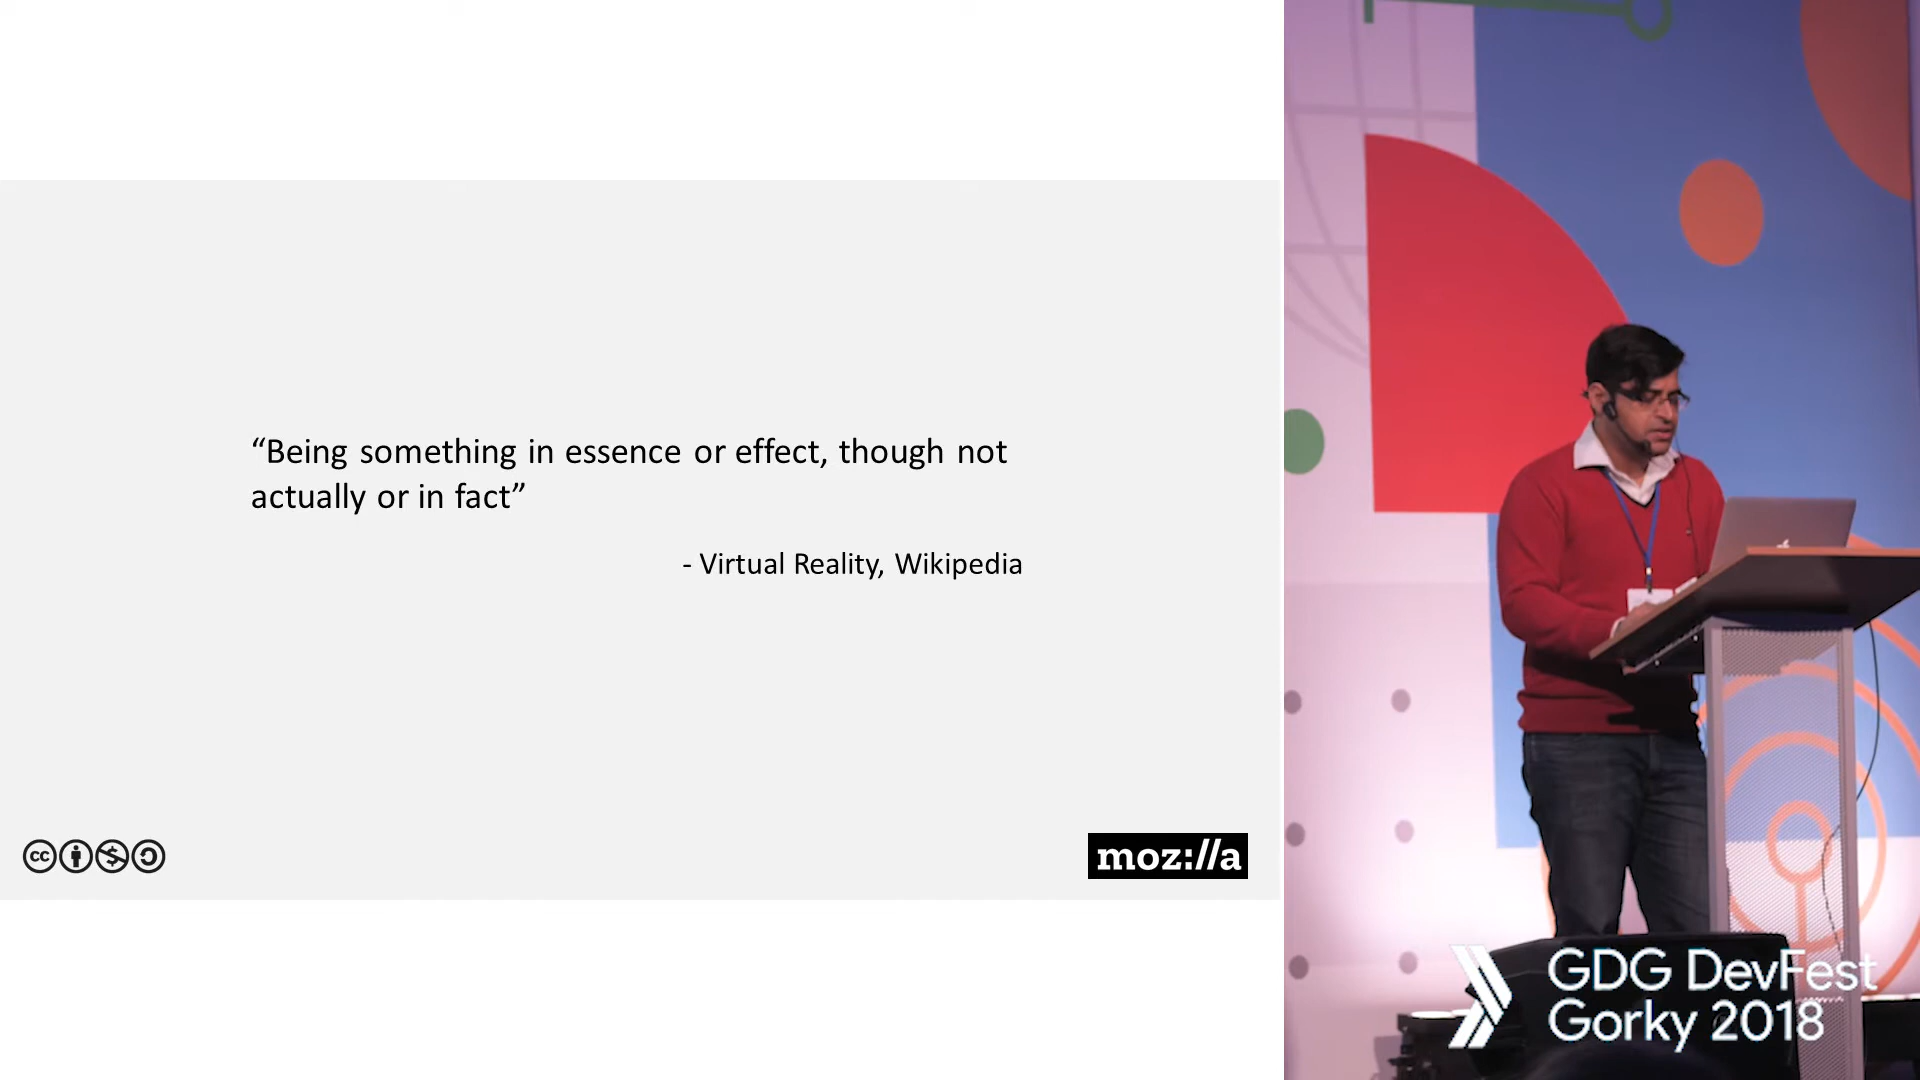 “Being something in essence or effect, though not
actually or in fact”
- Virtual Reality, Wikipedia
cc
moz://a
GDG DevFest
Gorky 2018